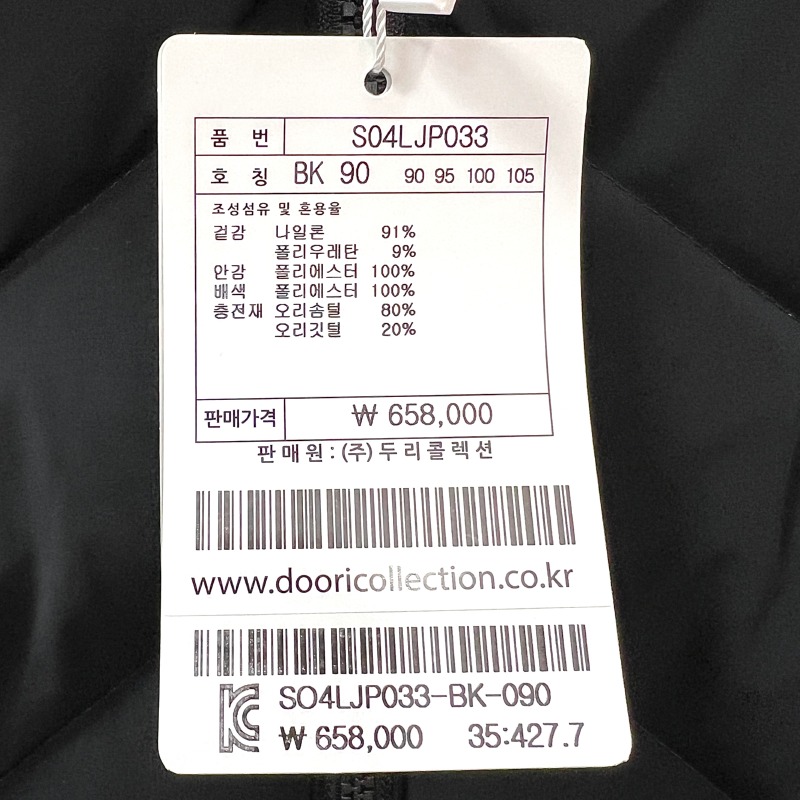 품 번 SO4LJP033
호 칭 BK 90 90 95 100 105
조성섬유 및 혼용율
겉감 나일론 91%
폴리우레탄 9%
안감 폴리에스터 100%
배색 폴리에스터 100%
충전재 오리솜털 80%
오리깃털 20%
판매가격 ₩ 658,000
판매원 : (주)두리콜렉션
www.dooricollection.co.kr
SO4LJP033-BK-090
₩ 658,000 35:427.7